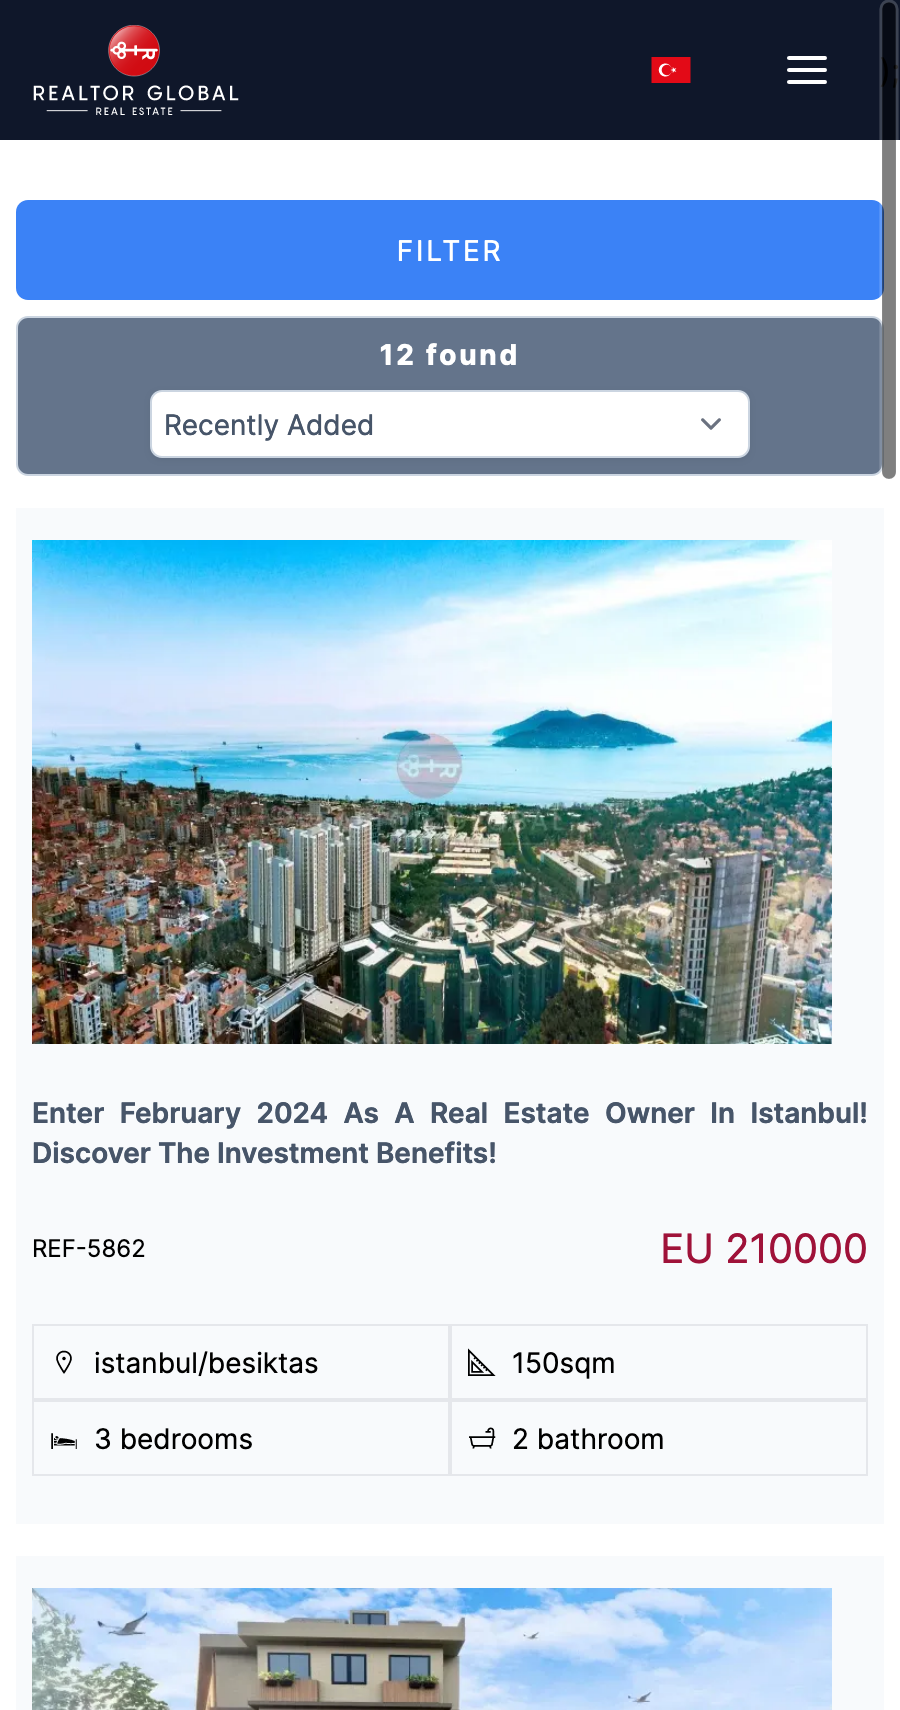 REALTOR GLOBAL
REAL ESTATE
FILTER
12 found
Recently Added
Enter February 2024 As A Real Estate Owner In Istanbul!
Discover The Investment Benefits!
REF-5862
EU 210000
istanbul/besiktas
150sqm
3 bedrooms
2 bathroom